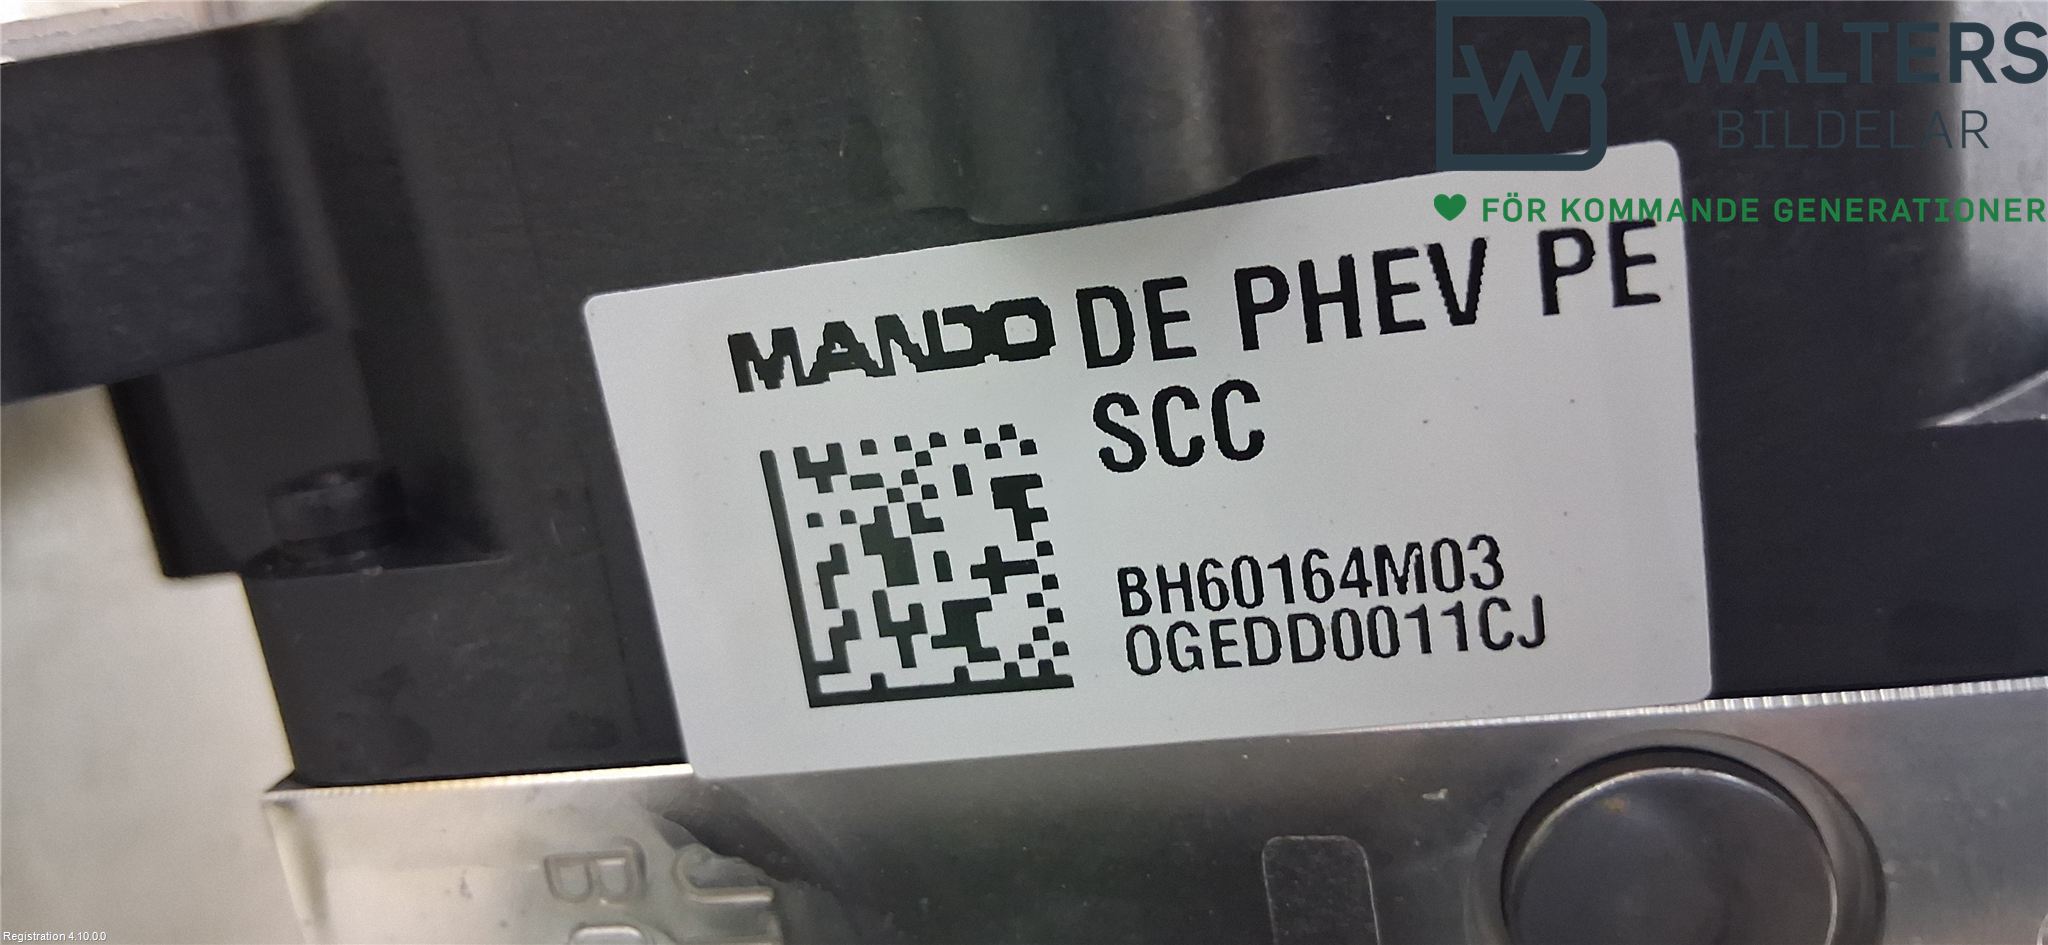 WALTERS
BILDELAR
FÖR KOMMANDE GENERATIONER
MANDO DE PHEV PE
SCC
BH60164M03
0GEDD0011CJ
Registration 4.10.0.0